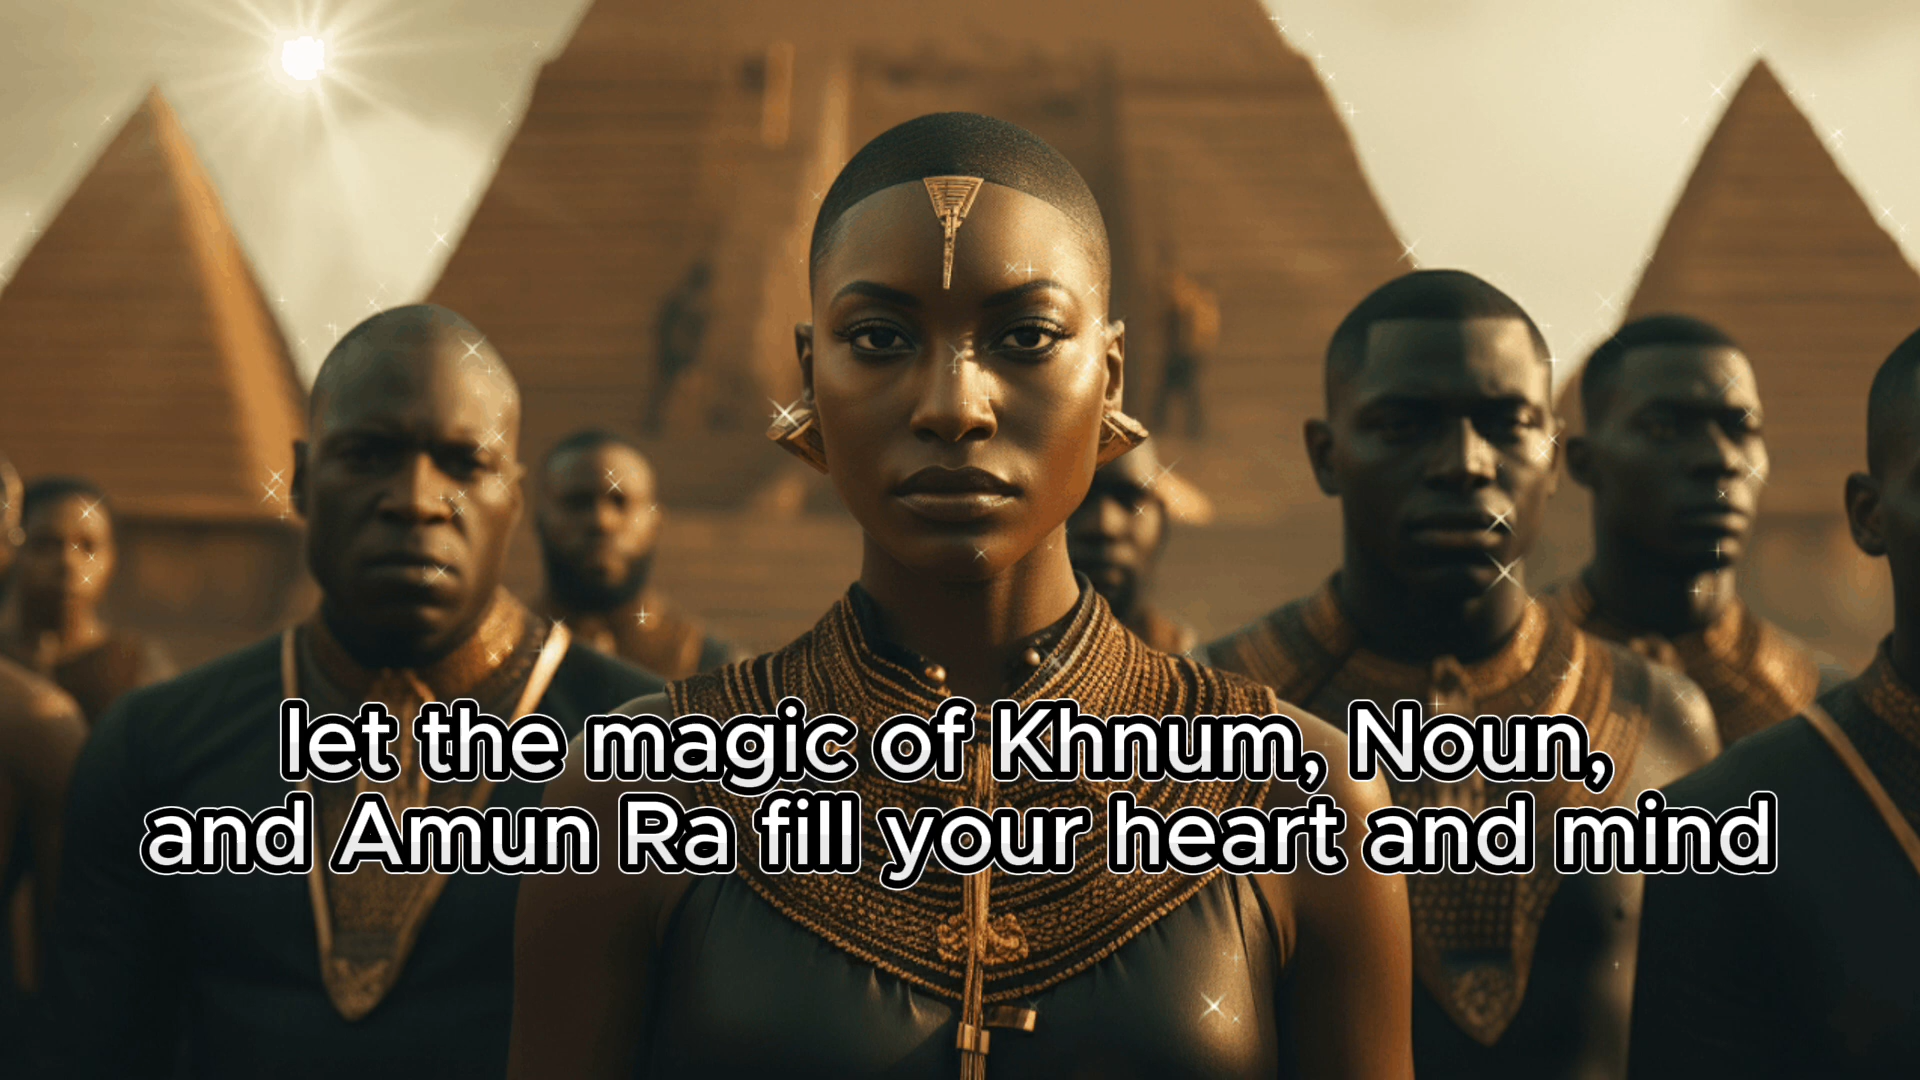 let the magic of Khnum, Noun,
and Amun Ra fill your heart and mind